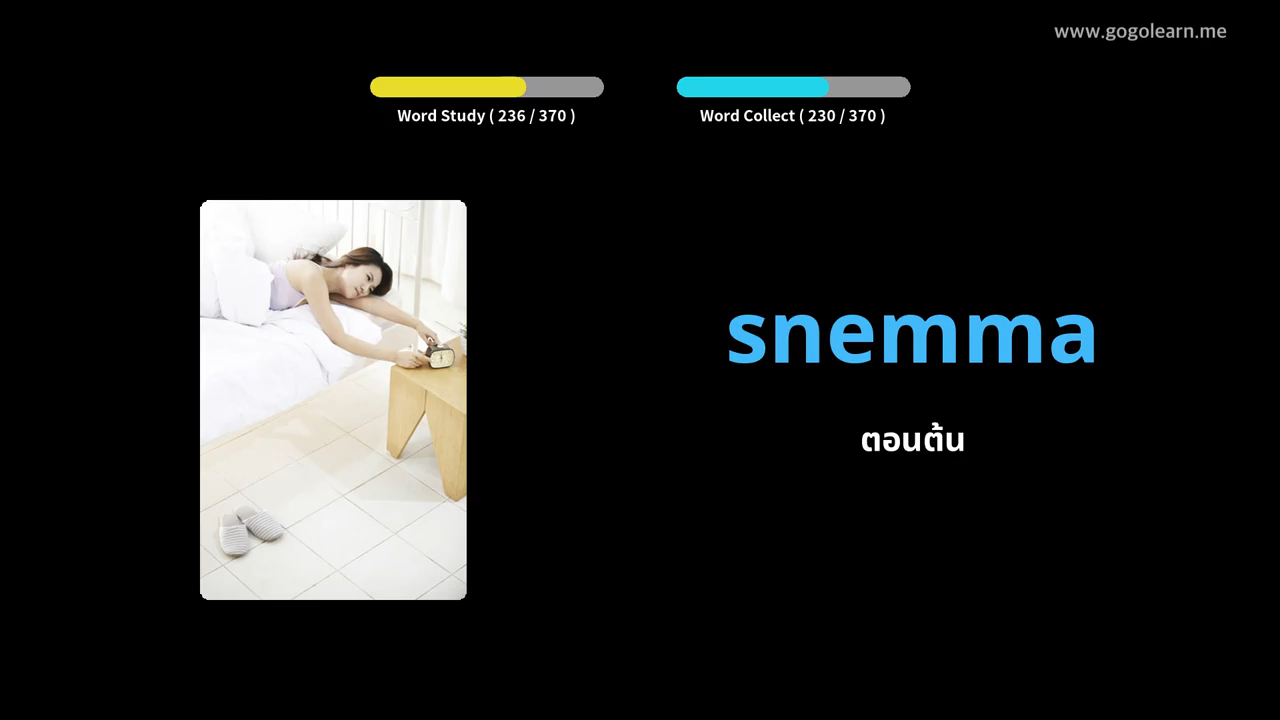 www.gogolearn.me
Word Study ( 236 / 370 )
Word Collect ( 230 / 370 )
snemma
ตอนต้น